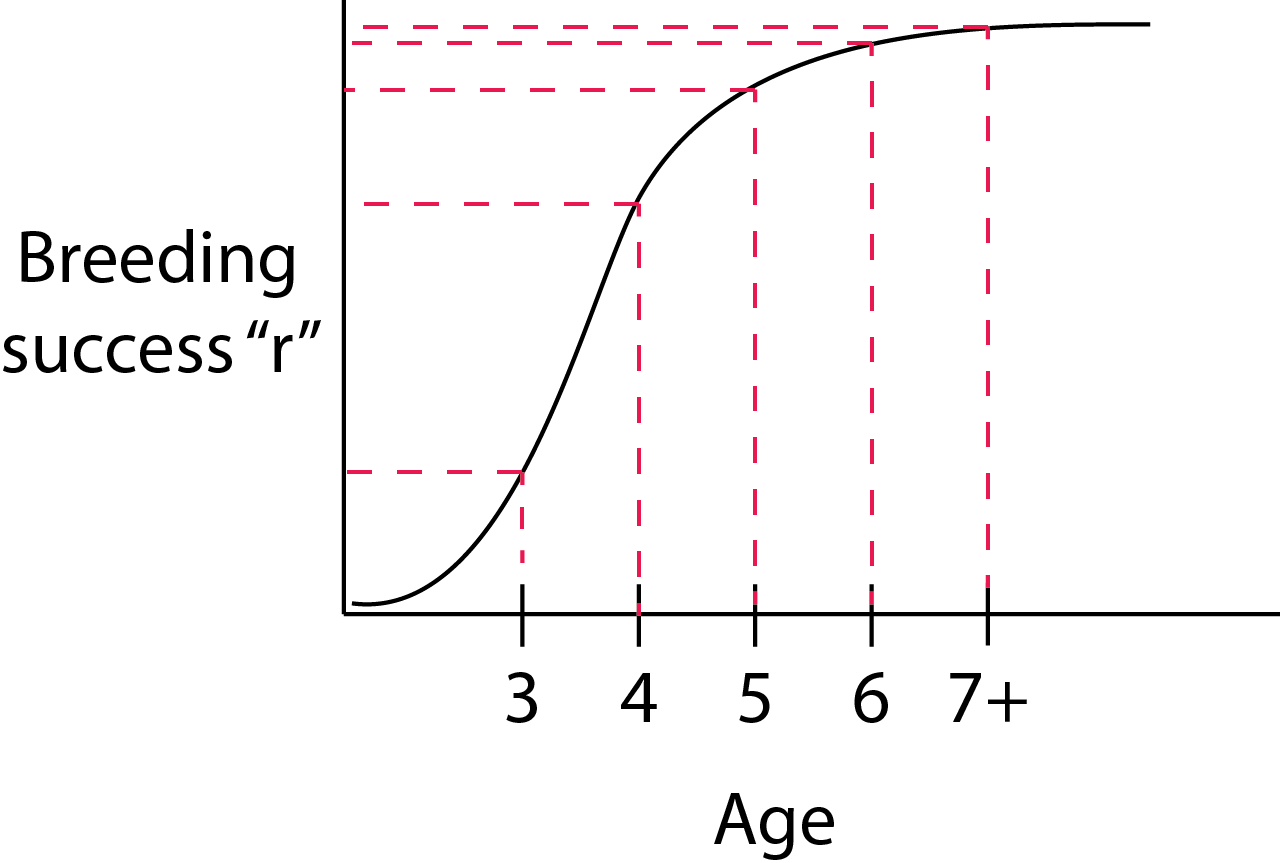 Breeding
success “r”
3 4 5 6 7+
Age